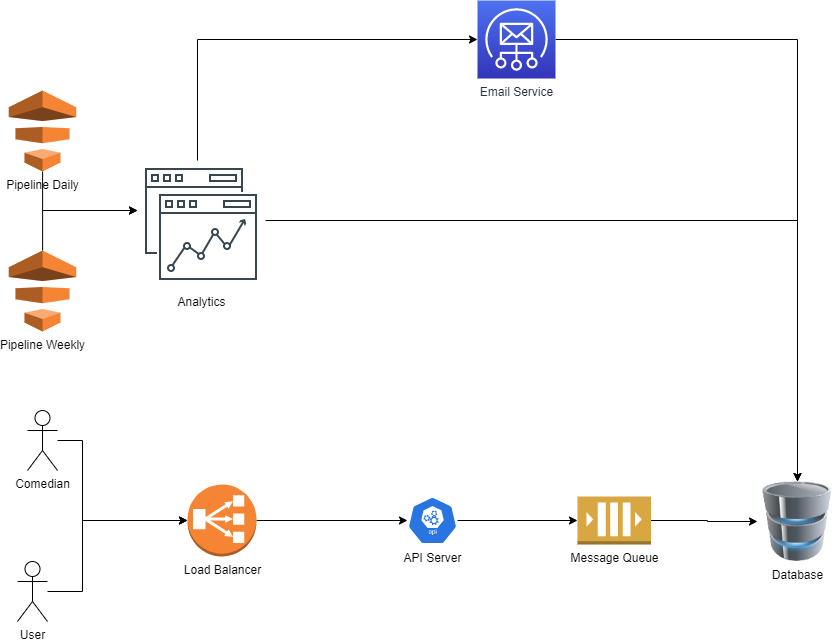 Email Service
Pipeline Daily
Analytics
Pipeline Weekly
Comedian
Load Balancer
api
API Server
Message Queue
Database
User